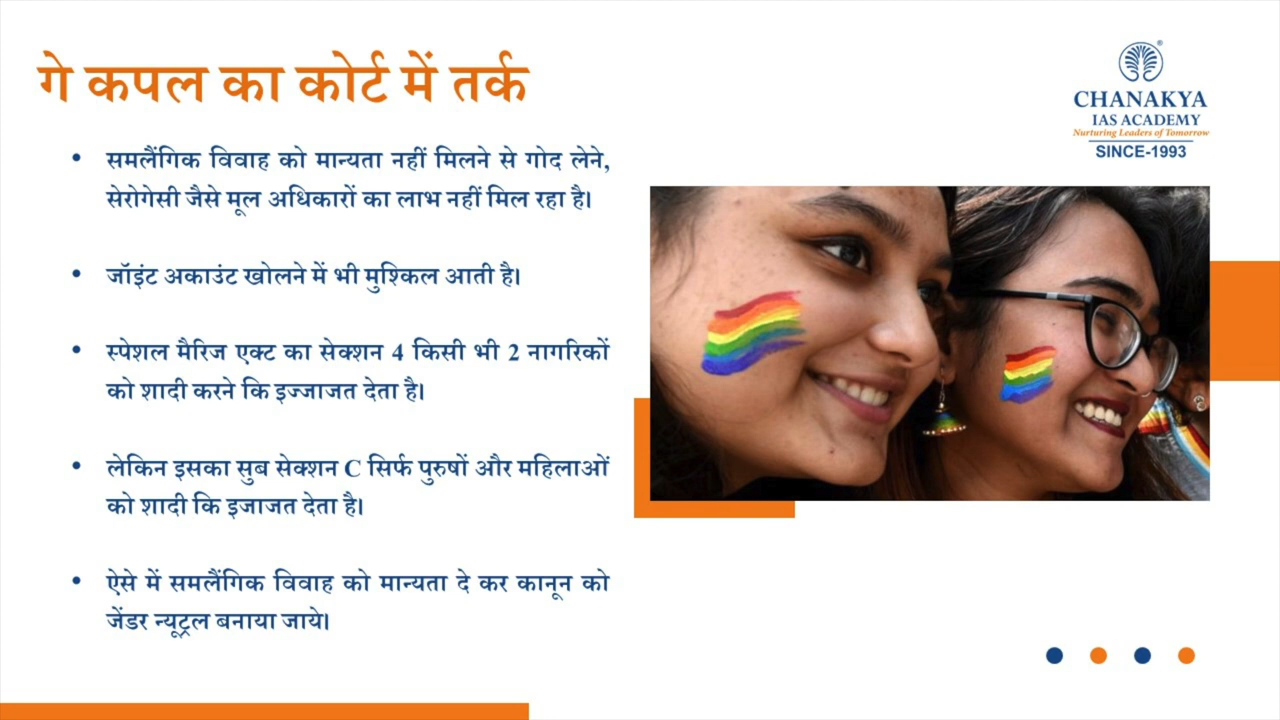 गे कपल का कोर्ट में तर्क
CHANAKYA
IAS ACADEMY
Nurturing Leaders of Tomorrow
SINCE-1993
• समलैंगिक विवाह को मान्यता नहीं मिलने से गोद लेने,
सेरोगेसी जैसे मूल अधिकारों का लाभ नहीं मिल रहा है।
• जॉइंट अकाउंट खोलने में भी मुश्किल आती है।
• स्पेशल मैरिज एक्ट का सेक्शन 4 किसी भी 2 नागरिकों
को शादी करने कि इज्जाजत देता है।
• लेकिन इसका सुब सेक्शन C सिर्फ पुरुषों और महिलाओं
को शादी कि इजाजत देता है।
• ऐसे में समलैंगिक विवाह को मान्यता दे कर कानून को
जेंडर न्यूट्रल बनाया जाये।